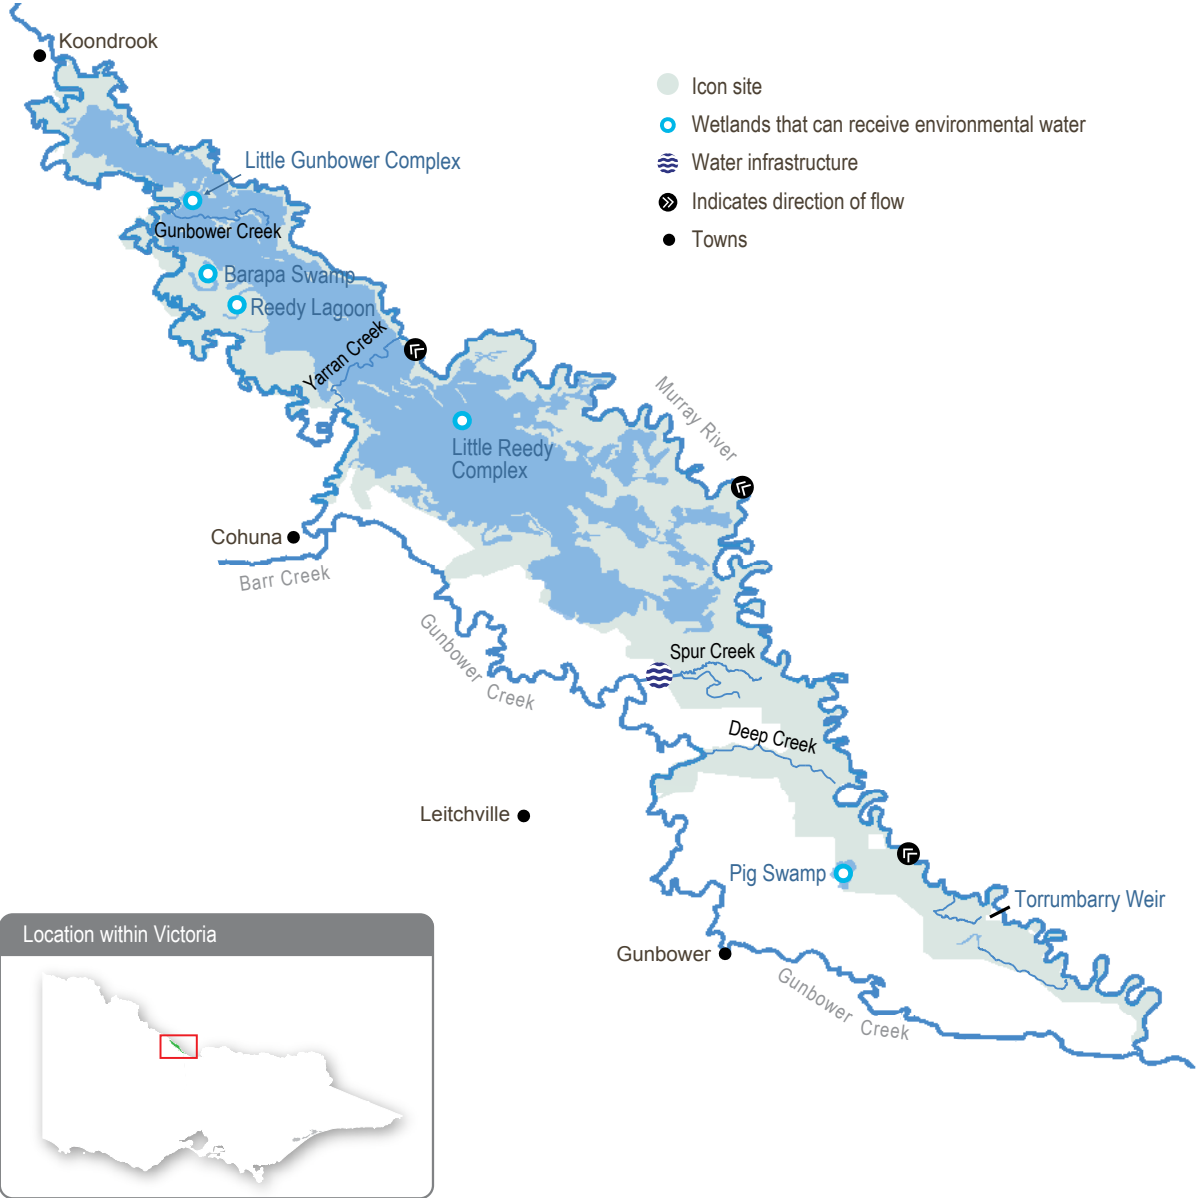 Koondrook
Icon site
Wetlands that can receive environmental water
Water infrastructure
Indicates direction of flow
Towns
Little Gunbower Complex
Gunbower Creek
Barapa Swamp
Reedy Lagoon
Yarran Creek
Murray River
Little Reedy
Complex
Cohuna
Barr Creek
Gunbower Creek
Spur Creek
Deep Creek
Leitchville
Pig Swamp
Torrumbarry Weir
Gunbower
Gunbower Creek
Location within Victoria